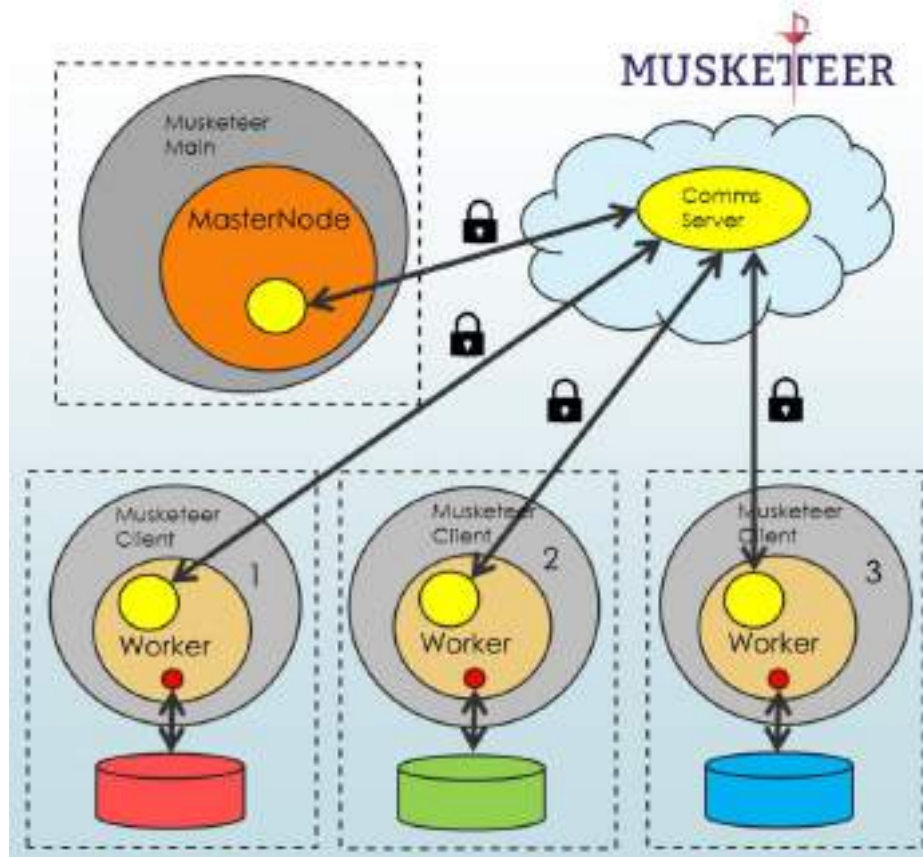 MUSKETEER
Musketeer
Main
MasterNode
Comms
Server
Musketeer
Client
1
Worker
Musketeer
Client
2
Worker
Musketeer
Client
3
Worker